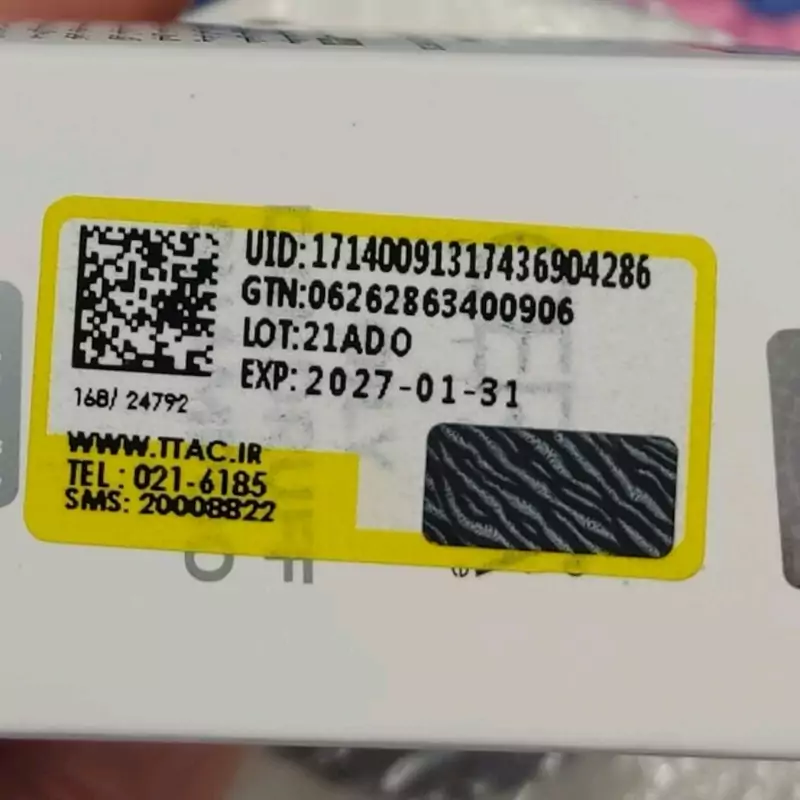 UID:17140091317436904286
GTN:06262863400906
LOT:21ADO
EXP:2027-01-31
168/ 24792
WWW.TTAC.IR
TEL : 021-6185
SMS: 20008822